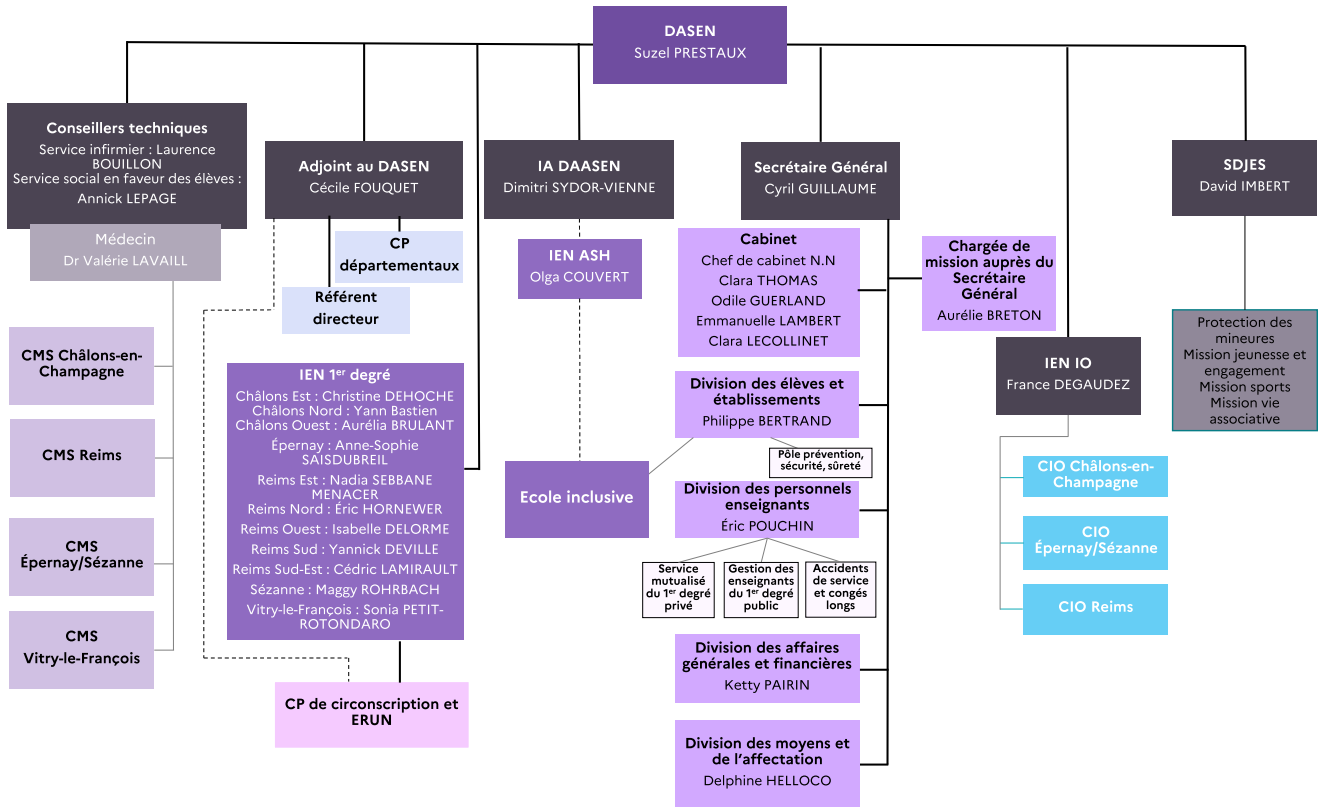 DASEN
Suzel PRESTAUX
Conseillers techniques
Service infirmier : Laurence
BOUILLON
Service social en faveur des élèves :
Annick LEPAGE
Médecin
Dr Valérie LAVAILL
CMS Châlons-en-
Champagne
CMS Reims
CMS
Épernay/Sézanne
CMS
Vitry-le-François
Adjoint au DASEN
Cécile FOUQUET
CP
départementaux
Référent
directeur
IEN 1er degré
Châlons Est : Christine DEHOCHE
Châlons Nord : Yann Bastien
Châlons Ouest : Aurélia BRULANT
Épernay : Anne-Sophie
SAISDUBREIL
Reims Est : Nadia SEBBANE
MENACER
Reims Nord : Éric HORNEWER
Reims Ouest : Isabelle DELORME
Reims Sud : Yannick DEVILLE
Reims Sud-Est : Cédric LAMIRAULT
Sézanne : Maggy ROHRBACH
Vitry-le-François : Sonia PETIT-
ROTONDARO
CP de circonscription et
ERUN
IA DAASEN
Dimitri SYDOR-VIENNE
IEN ASH
Olga COUVERT
Ecole inclusive
Secrétaire Général
Cyril GUILLAUME
Cabinet
Chef de cabinet N.N
Clara THOMAS
Odile GUERLAND
Emmanuelle LAMBERT
Clara LECOLLINET
Chargée de
mission auprès du
Secrétaire
Général
Aurélie BRETON
Division des élèves et
établissements
Philippe BERTRAND
Pôle prévention,
sécurité, sûreté
Division des personnels
enseignants
Éric POUCHIN
Service
mutualisé
du 1er degré
privé
Gestion des
enseignants
du 1er degré
public
Accidents
de service
et congés
longs
Division des affaires
générales et financières
Ketty PAIRIN
Division des moyens et
de l'affectation
Delphine HELLOCO
IEN IO
France DEGAUDEZ
CIO Châlons-en-
Champagne
CIO
Épernay/Sézanne
CIO Reims
SDJES
David IMBERT
Protection des
mineures
Mission jeunesse et
engagement
Mission sports
Mission vie
associative